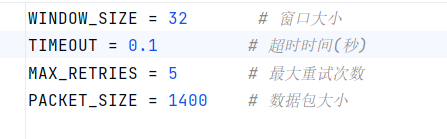 WINDOW_SIZE = 32 # 窗口大小
TIMEOUT = 0.1 # 超时时间(秒)
MAX_RETRIES = 5 # 最大重试次数
PACKET_SIZE = 1400 # 数据包大小